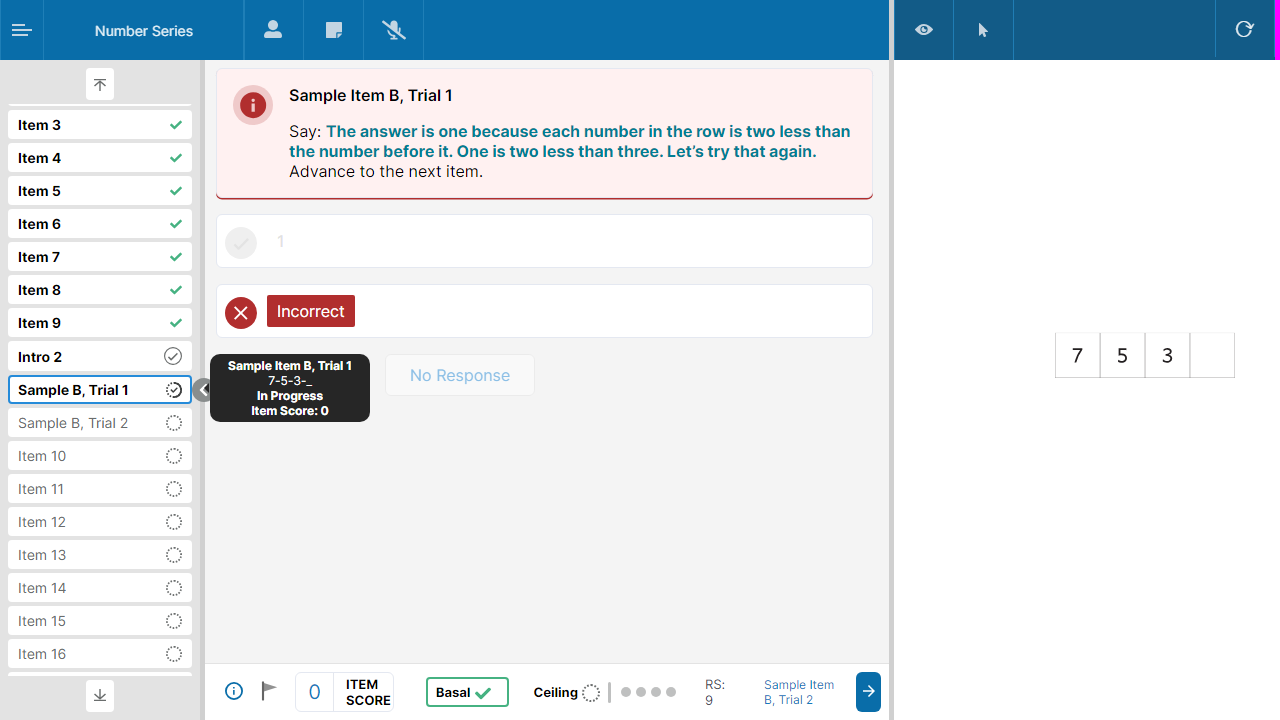 Number Series
Item 3
Item 4
Item 5
Item 6
Item 7
Item 8
Item 9
Intro 2
Sample B, Trial 1
Sample B, Trial 2
Item 10
Item 11
Item 12
Item 13
Item 14
Item 15
Item 16
Sample Item B, Trial 1
Say: The answer is one because each number in the row is two less than
the number before it. One is two less than three. Let’s try that again.
Advance to the next item.
1
Incorrect
Sample Item B, Trial 1
7-5-3-_
In Progress
Item Score: 0
No Response
0
ITEM
SCORE
Basal
Ceiling
RS:
9
Sample Item
B, Trial 2
7 5 3